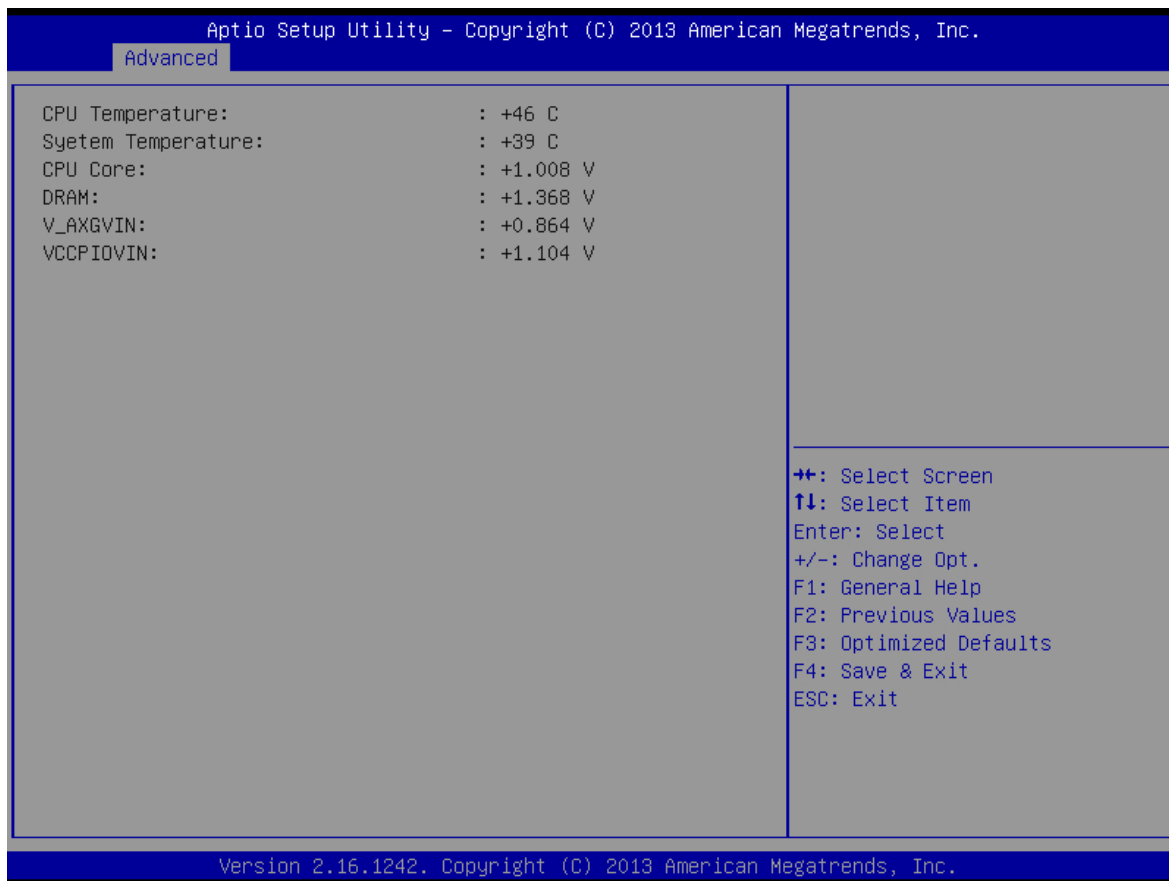 Aptio Setup Utility – Copyright (C) 2013 American Megatrends, Inc.
Advanced
CPU Temperature: : +46 C
Syetem Temperature: : +39 C
CPU Core: : +1.008 V
DRAM: : +1.368 V
V_AXGVIN: : +0.864 V
VCCPIOVIN: : +1.104 V
→←: Select Screen
↑↓: Select Item
Enter: Select
+/-: Change Opt.
F1: General Help
F2: Previous Values
F3: Optimized Defaults
F4: Save & Exit
ESC: Exit
Version 2.16.1242. Copyright (C) 2013 American Megatrends, Inc.